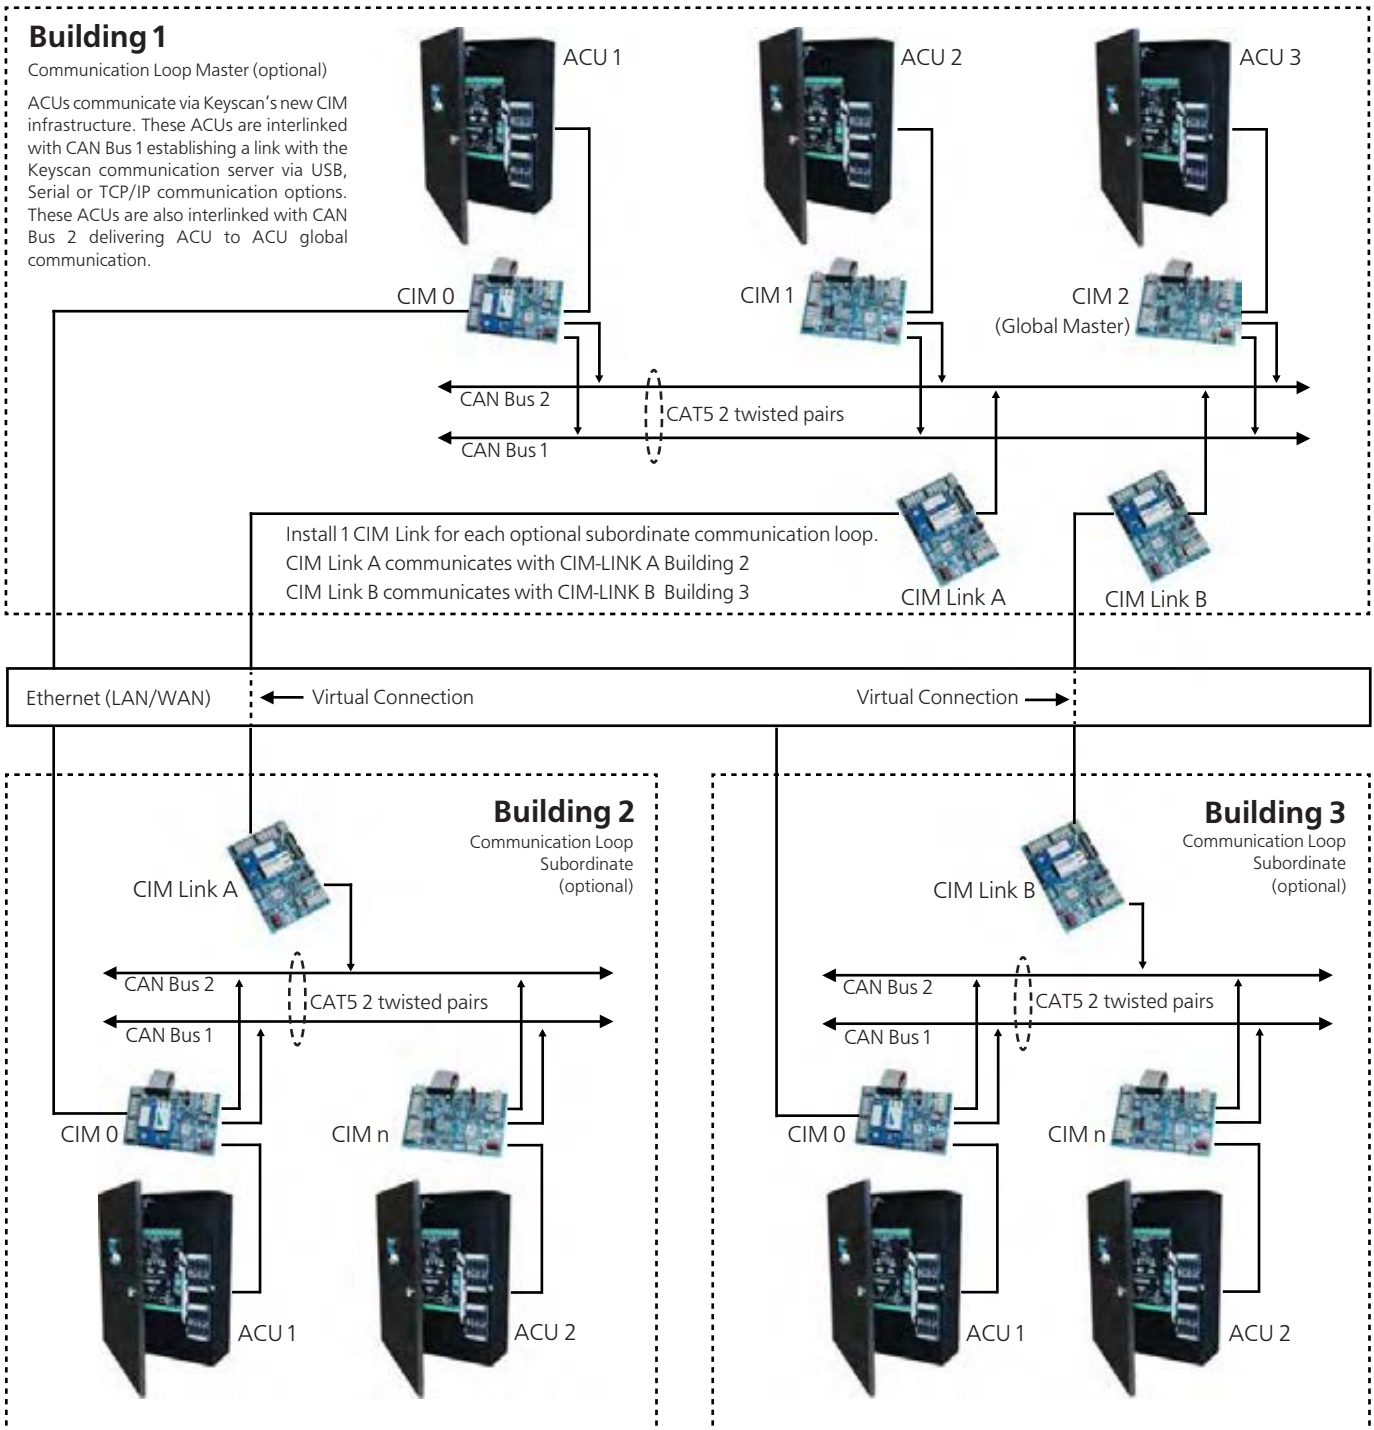 Building 1
Communication Loop Master (optional)
ACUs communicate via Keyscan's new CIM
infrastructure. These ACUs are interlinked
with CAN Bus 1 establishing a link with the
Keyscan communication server via USB,
Serial or TCP/IP communication options.
These ACUs are also interlinked with CAN
Bus 2 delivering ACU to ACU global
communication.
ACU 1
ACU 2
ACU 3
CIM 0
CIM 1
CIM 2
(Global Master)
CAN Bus 2
CAT5 2 twisted pairs
CAN Bus 1
Install 1 CIM Link for each optional subordinate communication loop.
CIM Link A communicates with CIM-LINK A Building 2
CIM Link B communicates with CIM-LINK B Building 3
CIM Link A
CIM Link B
Ethernet (LAN/WAN)
Virtual Connection
Virtual Connection
Building 2
Communication Loop
Subordinate
(optional)
CIM Link A
CAN Bus 2
CAT5 2 twisted pairs
CAN Bus 1
CIM 0
CIM n
ACU 1
ACU 2
Building 3
Communication Loop
Subordinate
(optional)
CIM Link B
CAN Bus 2
CAT5 2 twisted pairs
CAN Bus 1
CIM 0
CIM n
ACU 1
ACU 2